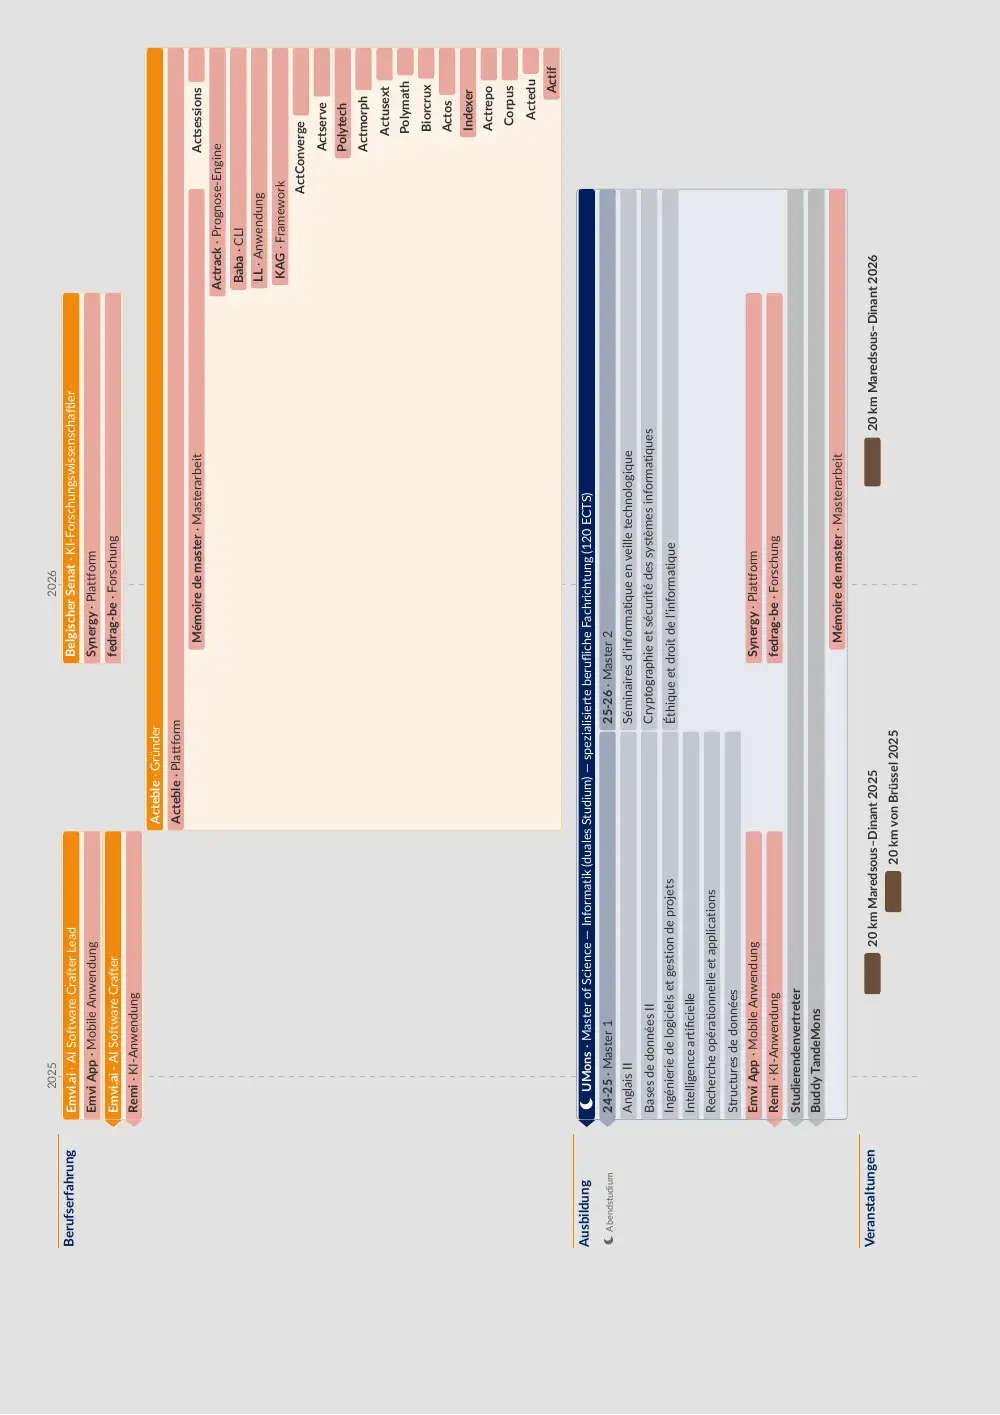 2025
2026
Berufserfahrung
Emvi.ai · AI Software Crafter Lead
Belgischer Senat · KI-Forschungswissenschaftler
Emvi App · Mobile Anwendung
Synergy · Plattform
Emvi.ai · AI Software Crafter
fedrag-be · Forschung
Remi · KI-Anwendung
Acteble · Gründer
Acteble · Plattform
Mémoire de master · Masterarbeit
Actsessions
Actrack · Prognose-Engine
Baba · CLI
LL · Anwendung
KAG · Framework
ActConverge
Actserve
Polytech
Actmorph
Actusext
Polymath
Biorcrux
Actos
Indexer
Actrepo
Corpus
Actedu
Actif
Ausbildung
Abendstudium
UMons · Master of Science — Informatik (duales Studium) — spezialisierte berufliche Fachrichtung (120 ECTS)
24-25 · Master 1
25-26 · Master 2
Anglais II
Séminaires d'informatique en veille technologique
Bases de données II
Cryptographie et sécurité des systèmes informatiques
Ingénierie de logiciels et gestion de projets
Éthique et droit de l'informatique
Intelligence artificielle
Recherche opérationnelle et applications
Structures de données
Emvi App · Mobile Anwendung
Synergy · Plattform
Remi · KI-Anwendung
fedrag-be · Forschung
Studierendenvertreter
Buddy TandeMons
Mémoire de master · Masterarbeit
Veranstaltungen
20 km Maredsous–Dinant 2025
20 km Maredsous–Dinant 2026
20 km von Brüssel 2025